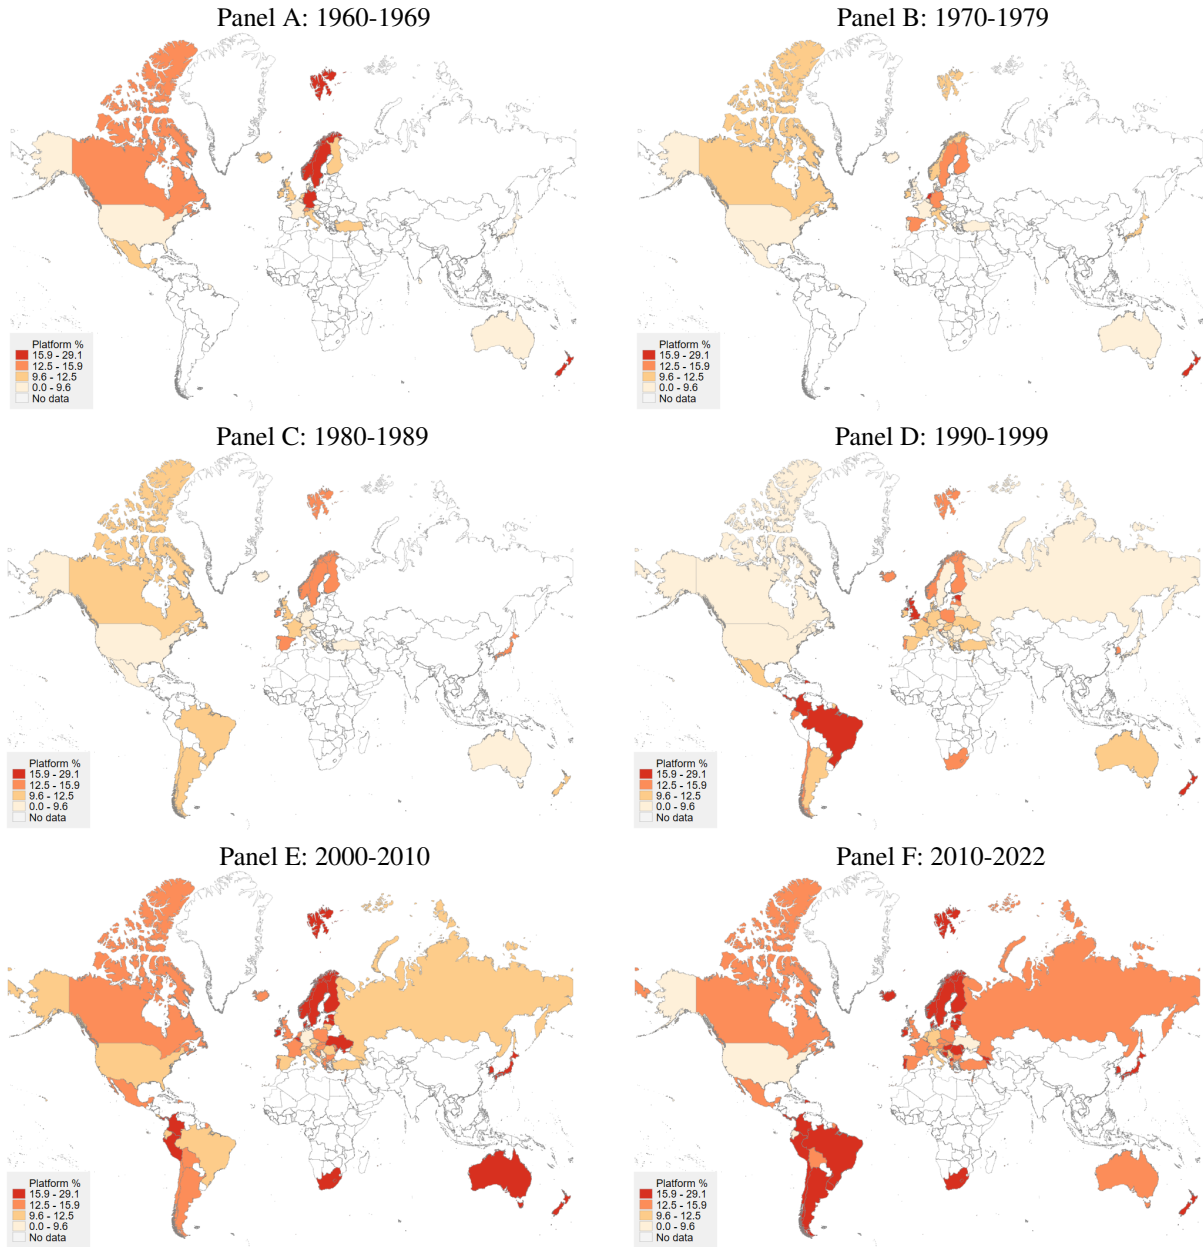 Panel A: 1960-1969
Platform %
15.9 - 29.1
12.5 - 15.9
9.6 - 12.5
0.0 - 9.6
No data
Panel B: 1970-1979
Platform %
15.9 - 29.1
12.5 - 15.9
9.6 - 12.5
0.0 - 9.6
No data
Panel C: 1980-1989
Platform %
15.9 - 29.1
12.5 - 15.9
9.6 - 12.5
0.0 - 9.6
No data
Panel D: 1990-1999
Platform %
15.9 - 29.1
12.5 - 15.9
9.6 - 12.5
0.0 - 9.6
No data
Panel E: 2000-2010
Platform %
15.9 - 29.1
12.5 - 15.9
9.6 - 12.5
0.0 - 9.6
No data
Panel F: 2010-2022
Platform %
15.9 - 29.1
12.5 - 15.9
9.6 - 12.5
0.0 - 9.6
No data